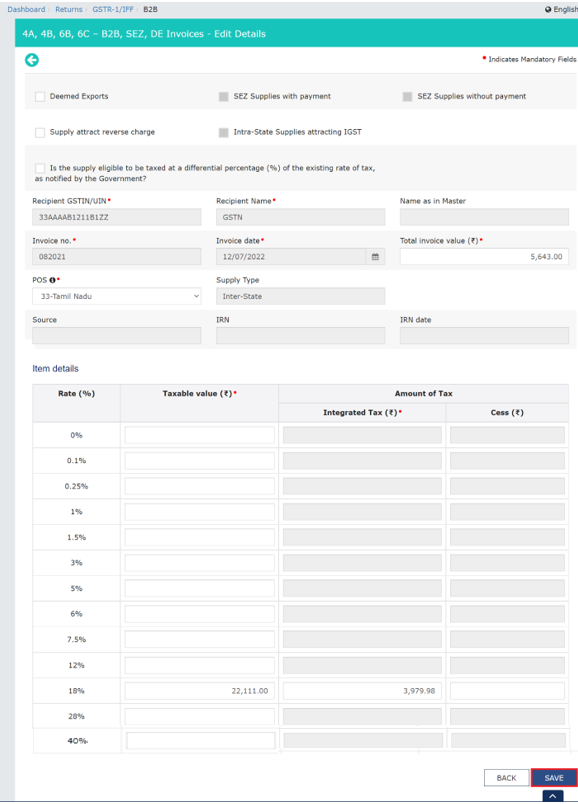 Dashboard › Returns › GSTR-1/IFF › B2B English
4A, 4B, 6B, 6C – B2B, SEZ, DE Invoices - Edit Details
• Indicates Mandatory Fields
Deemed Exports SEZ Supplies with payment SEZ Supplies without payment
Supply attract reverse charge Intra-State Supplies attracting IGST
Is the supply eligible to be taxed at a differential percentage (%) of the existing rate of tax,
as notified by the Government?
Recipient GSTIN/UIN• Recipient Name• Name as in Master
33AAAAB1211B1ZZ GSTN
Invoice no.• Invoice date• Total invoice value (₹)•
082021 12/07/2022 5,643.00
POS • Supply Type
33-Tamil Nadu Inter-State
Source IRN IRN date
Item details
Rate (%) Taxable value (₹)• Amount of Tax
Integrated Tax (₹)• Cess (₹)
0%
0.1%
0.25%
1%
1.5%
3%
5%
6%
7.5%
12%
18% 22,111.00 3,979.98
28%
40%
BACK SAVE